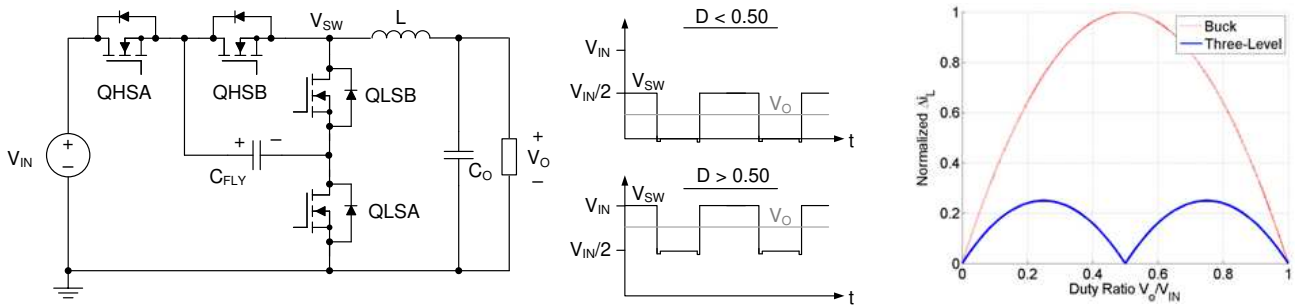 QHSA
QHSB
V_SW
L
QLSB
V_IN
+
−
+
−
C_FLY
QLSA
C_O
+
V_O
−
D < 0.50
V_IN
V_SW
V_IN/2
V_O
t
D > 0.50
V_SW
V_IN
V_O
V_IN/2
t
Buck
Three-Level
Normalized Δi_L
1
0.8
0.6
0.4
0.2
0
0
0.2
0.4
0.6
0.8
1
Duty Ratio V_o/V_IN